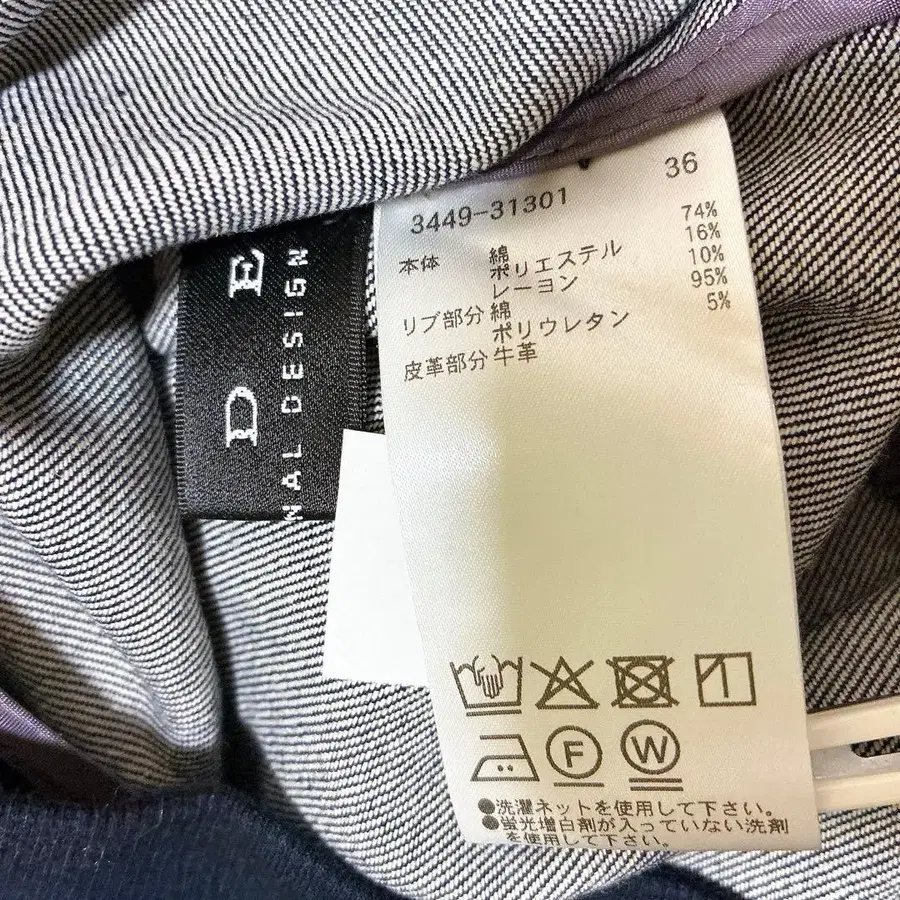 36
3449-31301
本体 綿 74%
ポリエステル 16%
レーヨン 10%
リブ部分 綿 95%
ポリウレタン 5%
皮革部分 牛革
F
W
●洗濯ネットを使用して下さい。
●蛍光増白剤が入っていない洗剤
を使用して下さい。
D E
NAL DESIGN